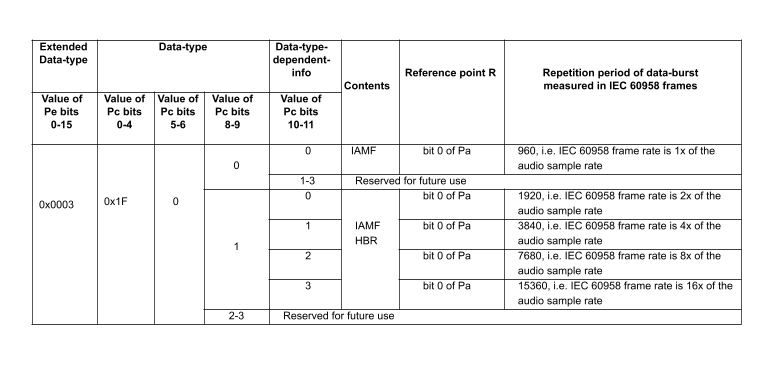 Extended
Data-type
Data-type
Data-type-
dependent-
info
Contents
Reference point R
Repetition period of data-burst
measured in IEC 60958 frames
Value of
Pe bits
0-15
Value of
Pc bits
0-4
Value of
Pc bits
5-6
Value of
Pc bits
8-9
Value of
Pc bits
10-11
0x0003
0x1F
0
0
0
IAMF
bit 0 of Pa
960, i.e. IEC 60958 frame rate is 1x of the
audio sample rate
1-3
Reserved for future use
1
0
IAMF
HBR
bit 0 of Pa
1920, i.e. IEC 60958 frame rate is 2x of the
audio sample rate
1
bit 0 of Pa
3840, i.e. IEC 60958 frame rate is 4x of the
audio sample rate
2
bit 0 of Pa
7680, i.e. IEC 60958 frame rate is 8x of the
audio sample rate
3
bit 0 of Pa
15360, i.e. IEC 60958 frame rate is 16x of the
audio sample rate
2-3
Reserved for future use